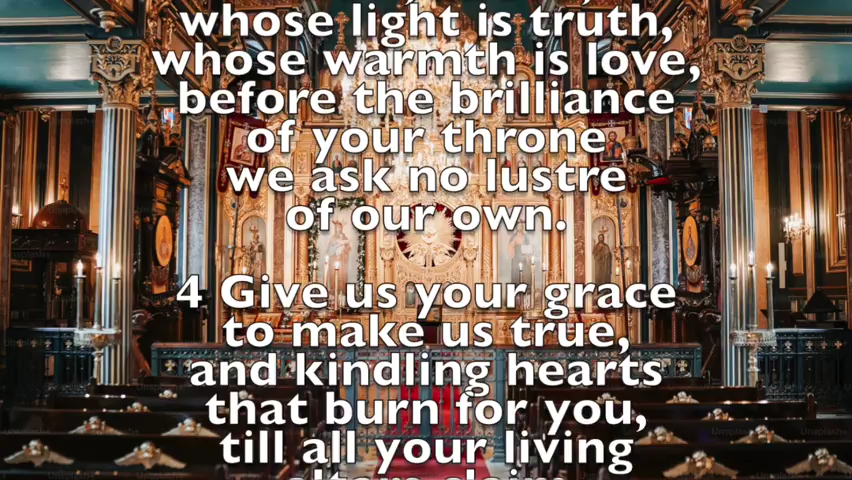 whose light is truth,
whose warmth is love,
before the brilliance
of your throne
we ask no lustre
of our own.
4 Give us your grace
to make us true,
and kindling hearts
that burn for you,
till all your living
altars claim